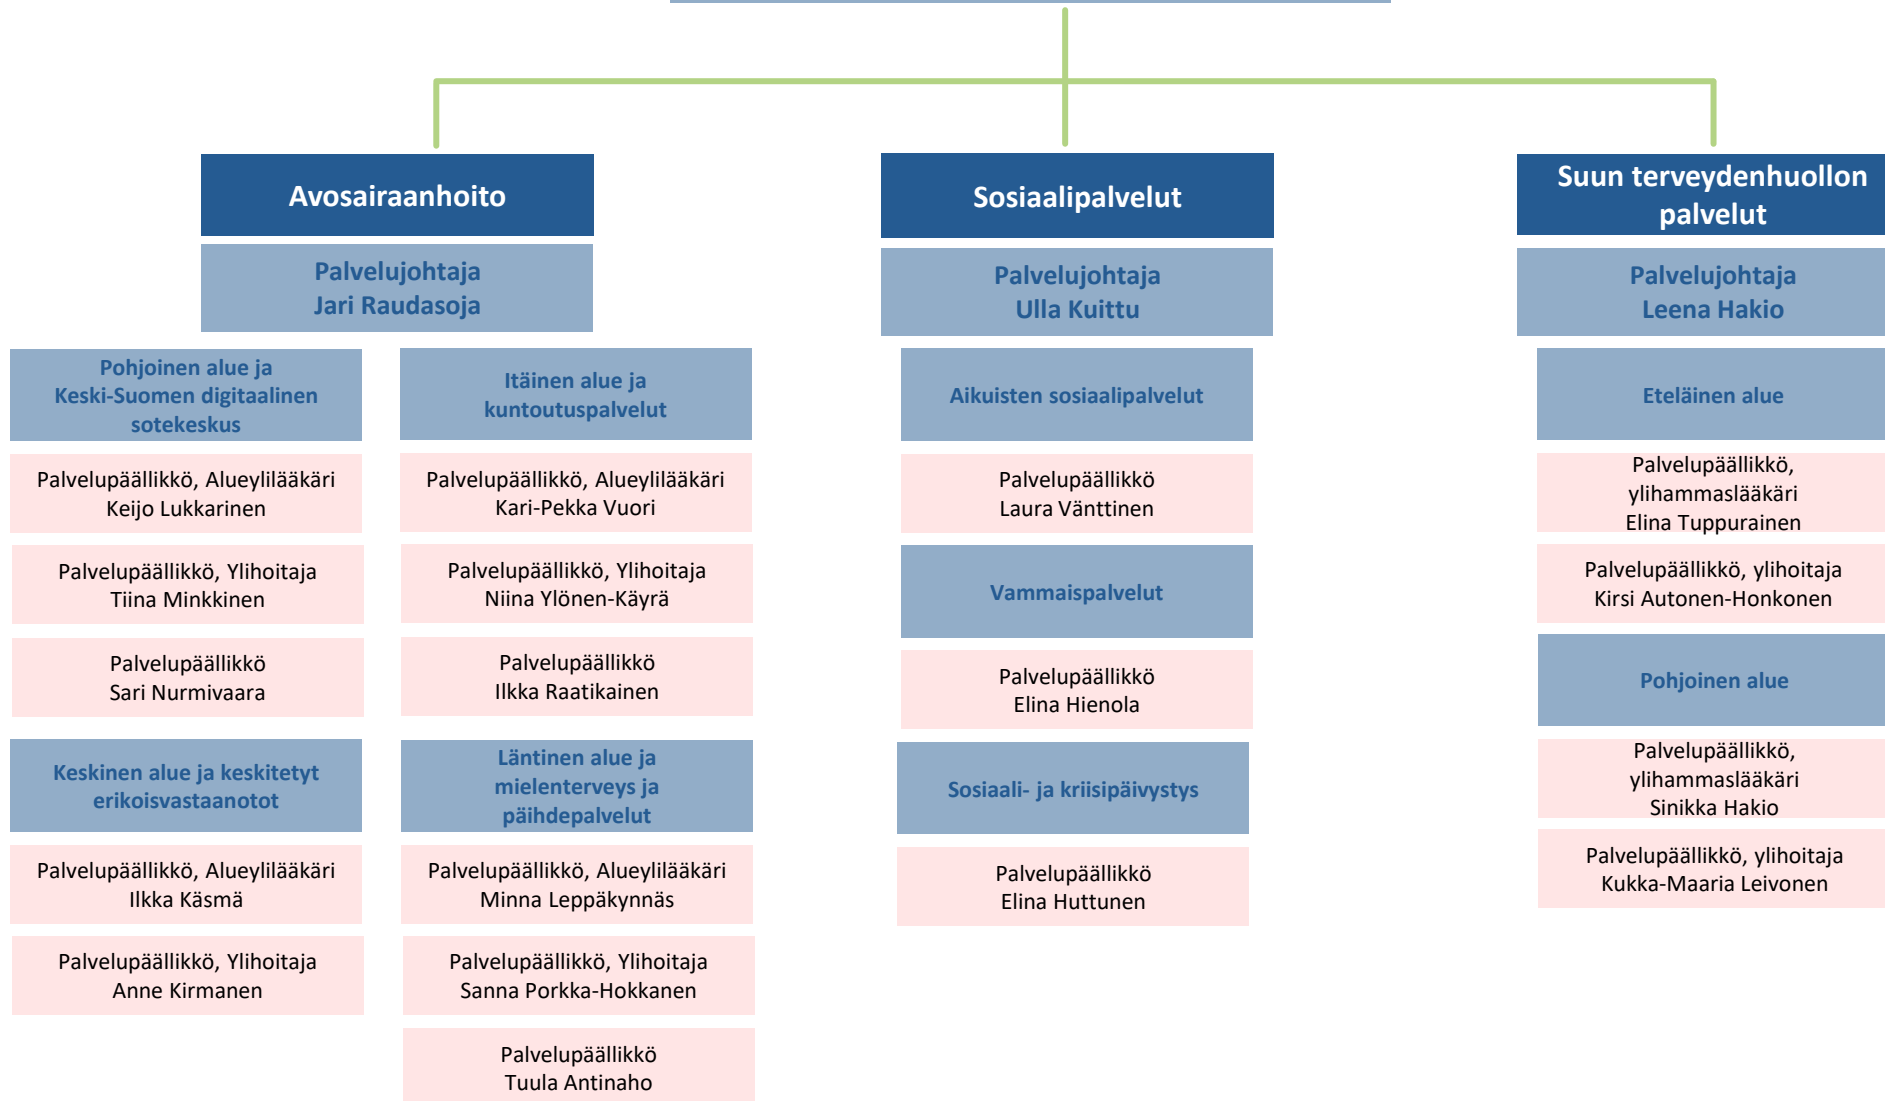 Avosairaanhoito
Palvelujohtaja
Jari Raudasoja
Pohjoinen alue ja
Keski-Suomen digitaalinen
sotekeskus
Palvelupäällikkö, Alueylilääkäri
Keijo Lukkarinen
Palvelupäällikkö, Ylihoitaja
Tiina Minkkinen
Palvelupäällikkö
Sari Nurmivaara
Keskinen alue ja keskitetyt
erikoisvastaanotot
Palvelupäällikkö, Alueylilääkäri
Ilkka Käsmä
Palvelupäällikkö, Ylihoitaja
Anne Kirmanen
Itäinen alue ja
kuntoutuspalvelut
Palvelupäällikkö, Alueylilääkäri
Kari-Pekka Vuori
Palvelupäällikkö, Ylihoitaja
Niina Ylönen-Käyrä
Palvelupäällikkö
Ilkka Raatikainen
Läntinen alue ja
mielenterveys ja
päihdepalvelut
Palvelupäällikkö, Alueylilääkäri
Minna Leppäkynnäs
Palvelupäällikkö, Ylihoitaja
Sanna Porkka-Hokkanen
Palvelupäällikkö
Tuula Antinaho
Sosiaalipalvelut
Palvelujohtaja
Ulla Kuittu
Aikuisten sosiaalipalvelut
Palvelupäällikkö
Laura Vänttinen
Vammaispalvelut
Palvelupäällikkö
Elina Hienola
Sosiaali- ja kriisipäivystys
Palvelupäällikkö
Elina Huttunen
Suun terveydenhuollon
palvelut
Palvelujohtaja
Leena Hakio
Eteläinen alue
Palvelupäällikkö,
ylihammaslääkäri
Elina Tuppurainen
Palvelupäällikkö, ylihoitaja
Kirsi Autonen-Honkonen
Pohjoinen alue
Palvelupäällikkö,
ylihammaslääkäri
Sinikka Hakio
Palvelupäällikkö, ylihoitaja
Kukka-Maaria Leivonen